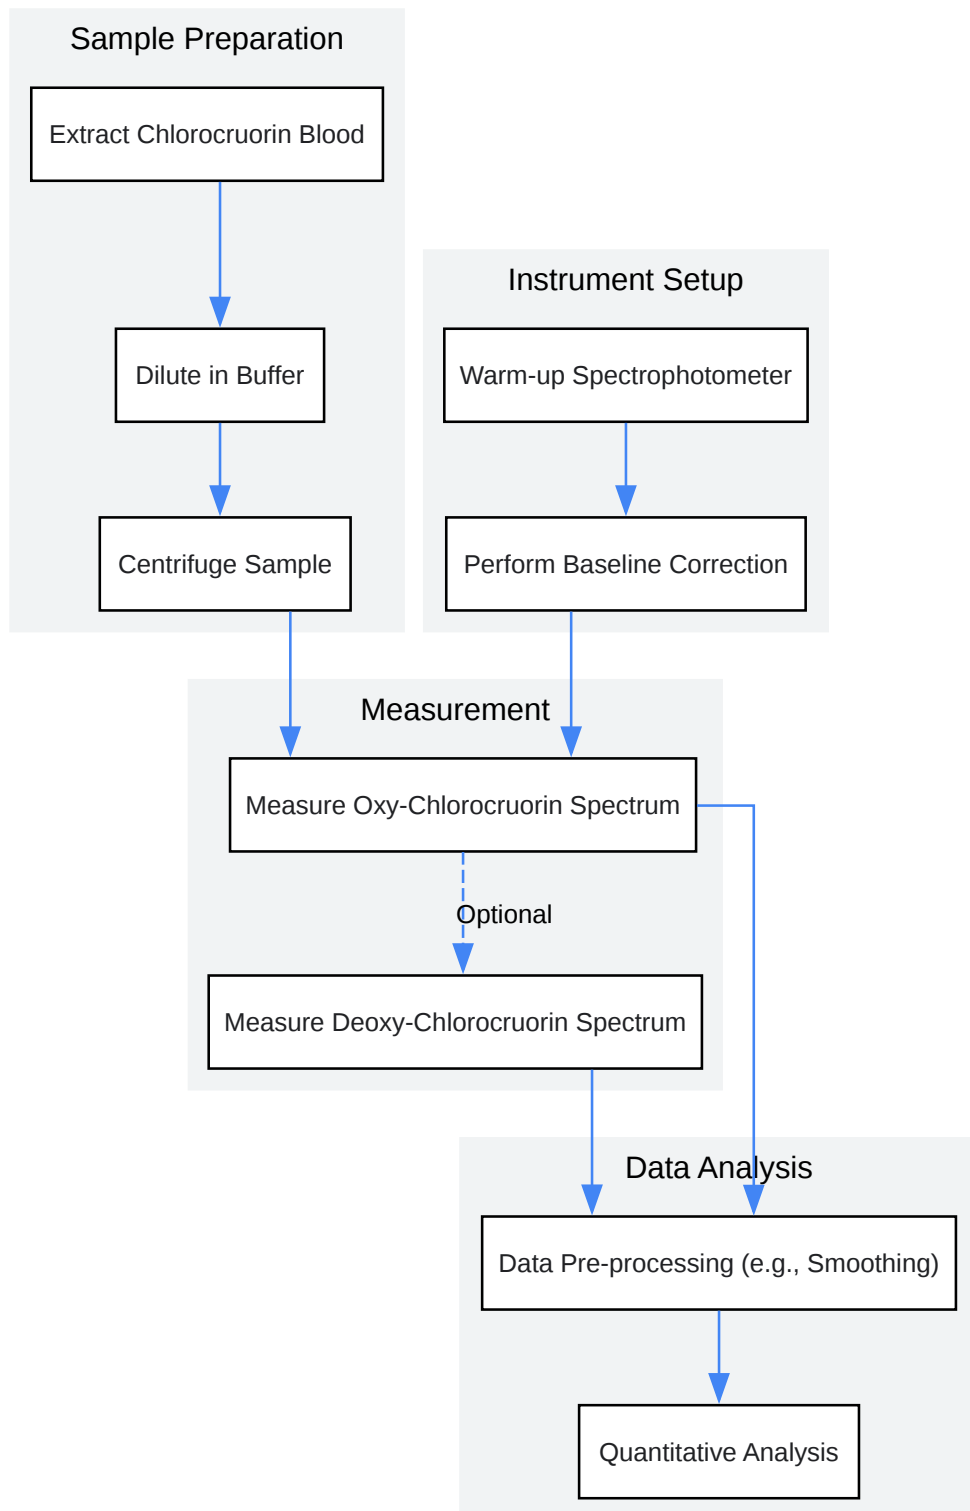 Sample Preparation
Extract Chlorocruorin Blood
Dilute in Buffer
Centrifuge Sample
Instrument Setup
Warm-up Spectrophotometer
Perform Baseline Correction
Measurement
Measure Oxy-Chlorocruorin Spectrum
Optional
Measure Deoxy-Chlorocruorin Spectrum
Data Analysis
Data Pre-processing (e.g., Smoothing)
Quantitative Analysis